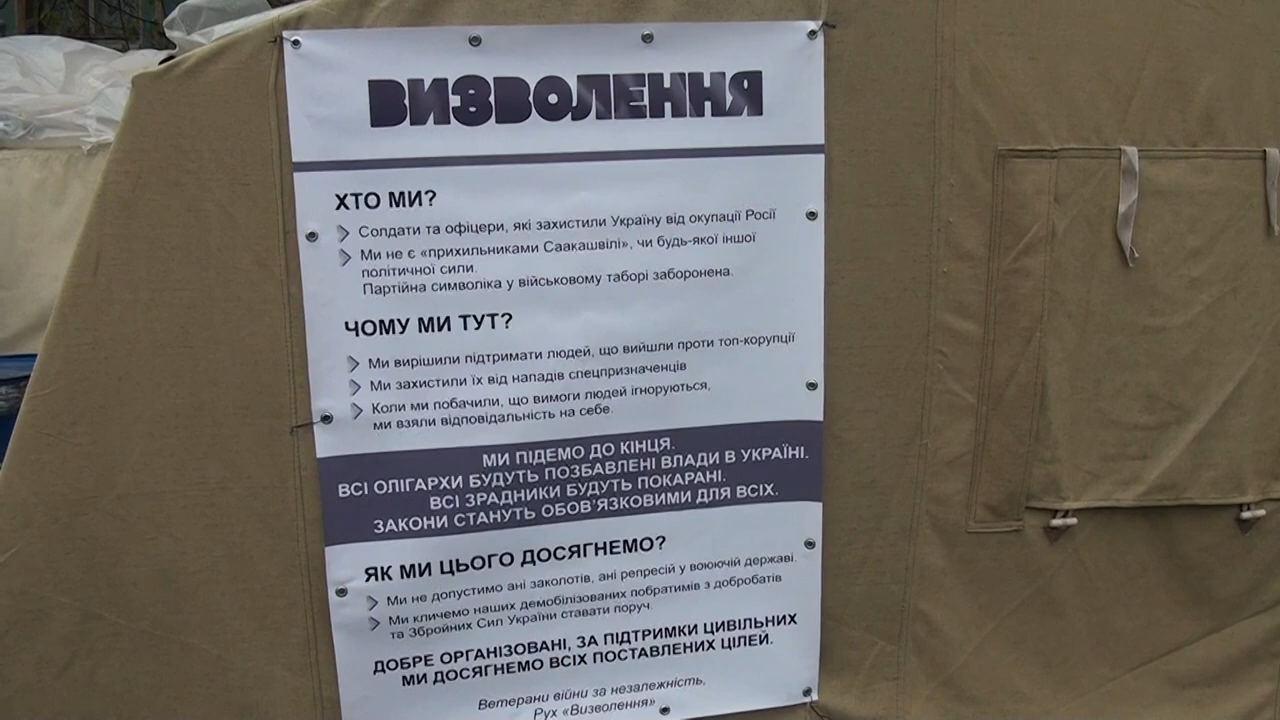 ВИЗВОЛЕННЯ
ХТО МИ?
Солдати та офіцери, які захистили Україну від окупації Росії
Ми не є «прихильниками Саакашвілі», чи будь-якої іншої
політичної сили.
Партійна символіка у військовому таборі заборонена.
ЧОМУ МИ ТУТ?
Ми вирішили підтримати людей, що вийшли проти топ-корупції
Ми захистили їх від нападів спецпризначенців
Коли ми побачили, що вимоги людей ігноруються,
ми взяли відповідальність на себе.
МИ ПІДЕМО ДО КІНЦЯ.
ВСІ ОЛІГАРХИ БУДУТЬ ПОЗБАВЛЕНІ ВЛАДИ В УКРАЇНІ.
ВСІ ЗРАДНИКИ БУДУТЬ ПОКАРАНІ.
ЗАКОНИ СТАНУТЬ ОБОВ'ЯЗКОВИМИ ДЛЯ ВСІХ.
ЯК МИ ЦЬОГО ДОСЯГНЕМО?
Ми не допустимо ані заколотів, ані репресій у воюючій державі.
Ми кличемо наших демобілізованих побратимів з добробатів
та Збройних Сил України ставати поруч.
ДОБРЕ ОРГАНІЗОВАНІ, ЗА ПІДТРИМКИ ЦИВІЛЬНИХ
МИ ДОСЯГНЕМО ВСІХ ПОСТАВЛЕНИХ ЦІЛЕЙ.
Ветерани війни за незалежність,
Рух «Визволення»